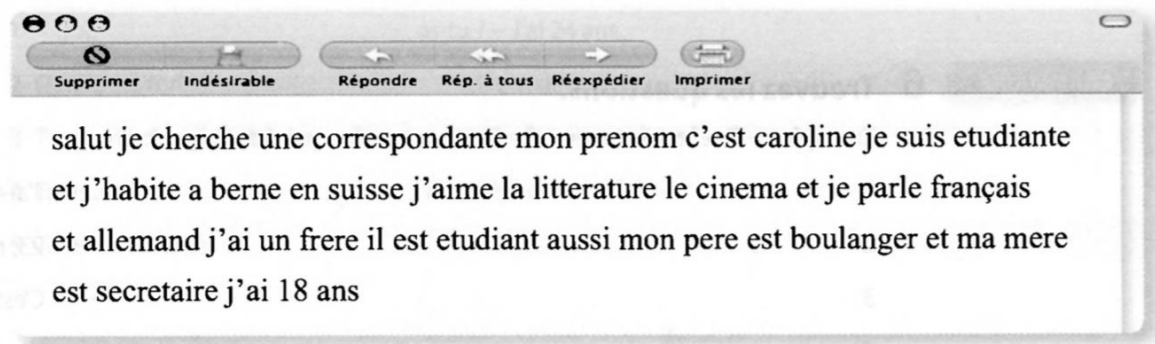 Supprimer Indésirable Répondre Rép. à tous Réexpédier Imprimer
salut je cherche une correspondante mon prenom c'est caroline je suis etudiante
et j'habite a berne en suisse j'aime la litterature le cinema et je parle français
et allemand j'ai un frere il est etudiant aussi mon pere est boulanger et ma mere
est secretaire j'ai 18 ans